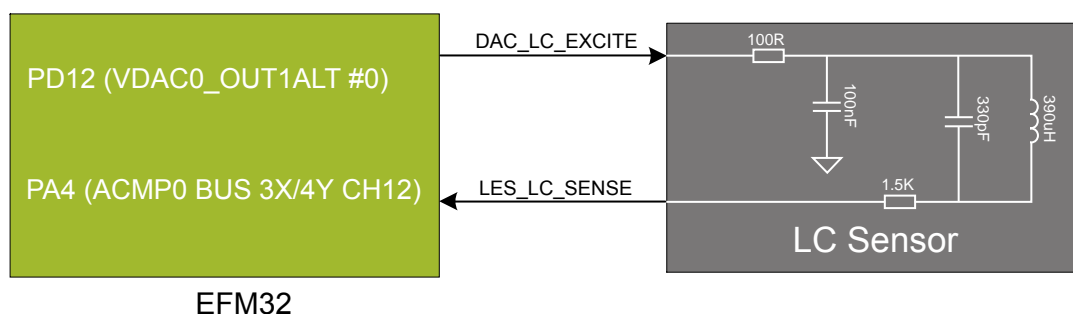 PD12 (VDAC0_OUT1ALT #0)
PA4 (ACMP0 BUS 3X/4Y CH12)
EFM32
DAC_LC_EXCITE
LES_LC_SENSE
100R
100nF
330pF
390uH
1.5K
LC Sensor